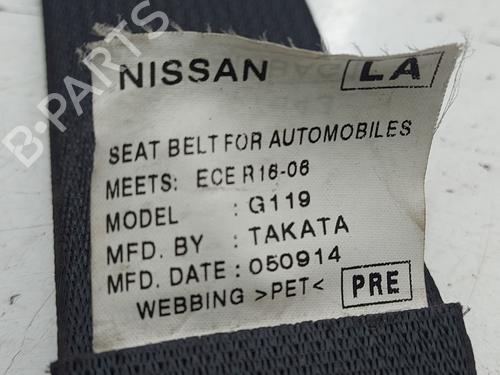 NISSAN LA
SEAT BELT FOR AUTOMOBILES
MEETS: ECE R16-06
MODEL : G119
MFD. BY : TAKATA
MFD. DATE : 050914
WEBBING >PET< PRE
B-PARTS